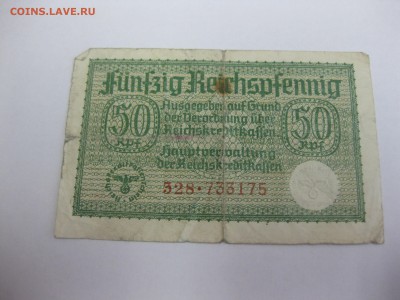 COINS.LAVE.RU
Fünfzig Reichspfennig
50
Rpf.
Ausgegeben auf Grund
der Verordnung über
Reichskreditkassen
Hauptverwaltung
der Reichskreditkassen
50
Rpf.
328·733175